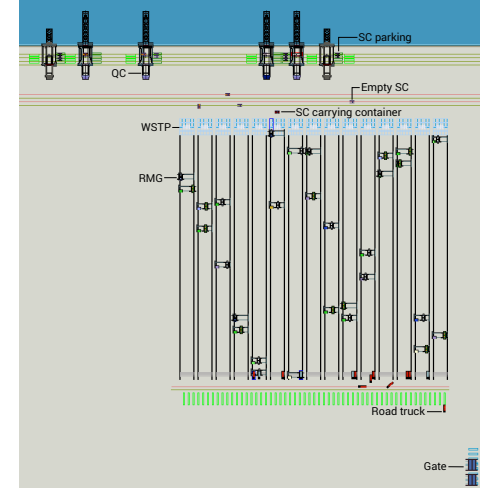 SC parking
QC
Empty SC
SC carrying container
WSTP
RMG
Road truck
Gate